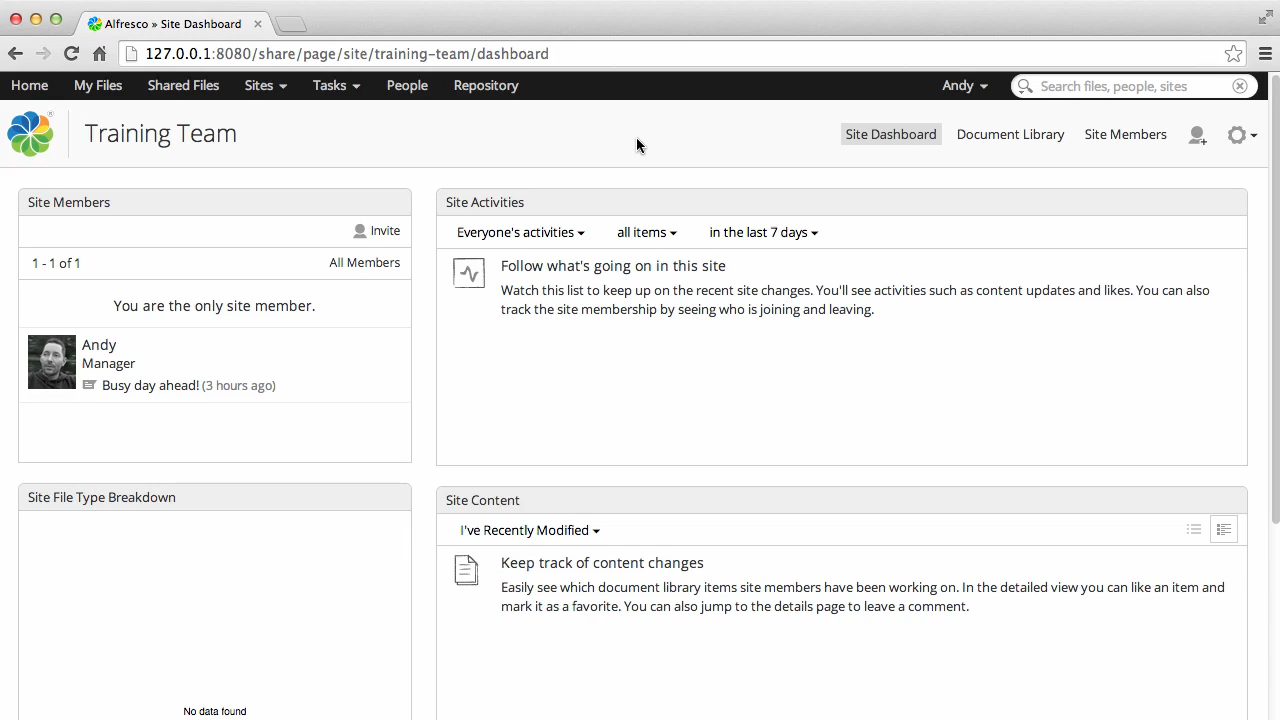 Alfresco » Site Dashboard
127.0.0.1:8080/share/page/site/training-team/dashboard
Home My Files Shared Files Sites Tasks People Repository Andy Search files, people, sites
Training Team Site Dashboard Document Library Site Members
Site Members
Invite
1 - 1 of 1 All Members
You are the only site member.
Andy
Manager
Busy day ahead! (3 hours ago)
Site Activities
Everyone's activities all items in the last 7 days
Follow what's going on in this site
Watch this list to keep up on the recent site changes. You'll see activities such as content updates and likes. You can also
track the site membership by seeing who is joining and leaving.
Site File Type Breakdown
No data found
Site Content
I've Recently Modified
Keep track of content changes
Easily see which document library items site members have been working on. In the detailed view you can like an item and
mark it as a favorite. You can also jump to the details page to leave a comment.